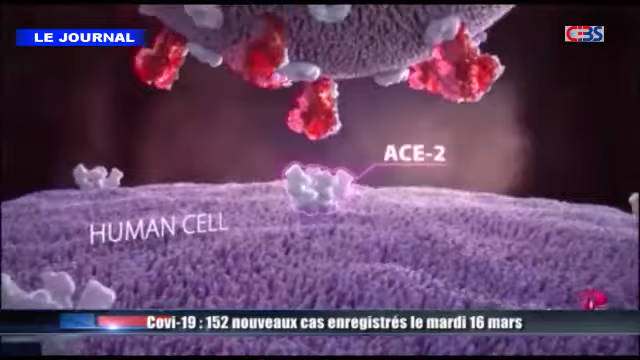 LE JOURNAL
CBS
ACE-2
HUMAN CELL
Covi-19 : 152 nouveaux cas enregistrés le mardi 16 mars